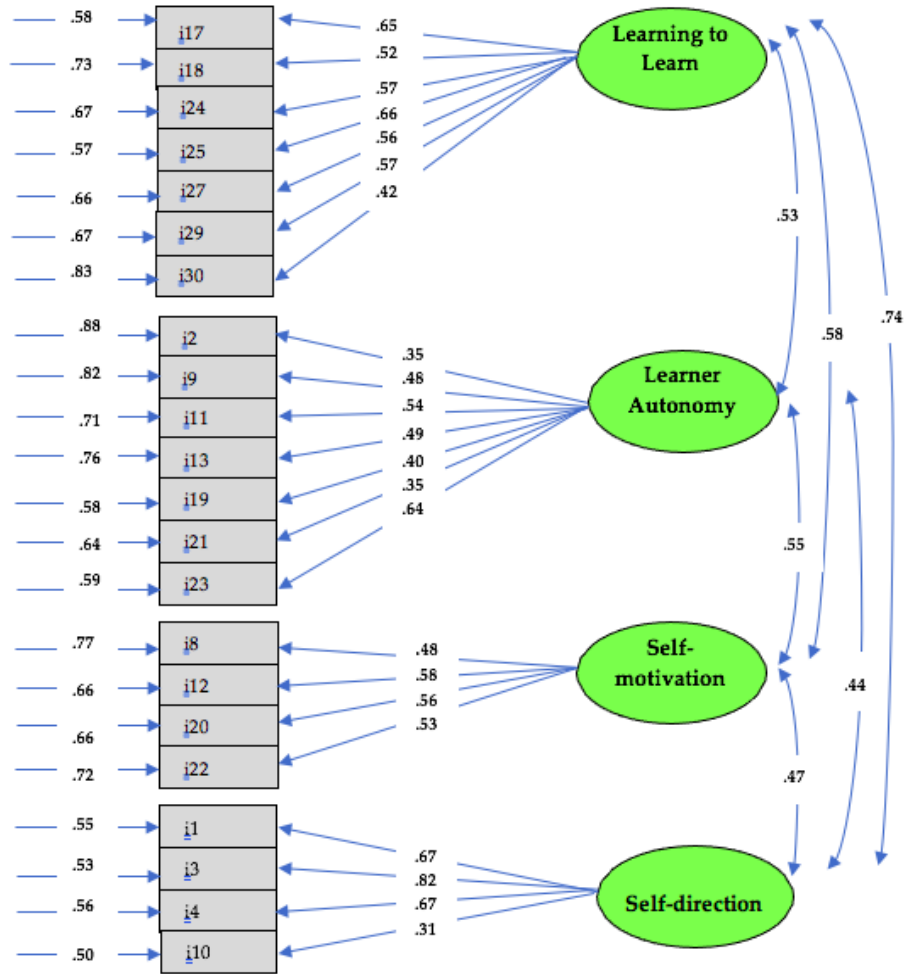 .58
i17
.65
Learning to
Learn
.73
i18
.52
.67
i24
.57
.57
i25
.66
.66
i27
.56
.67
i29
.57
.83
i30
.42
.53
.58
.74
.88
i2
.35
Learner
Autonomy
.82
i9
.48
.71
i11
.54
.76
i13
.49
.58
i19
.40
.64
i21
.35
.59
i23
.64
.55
.77
i8
.48
Self-
motivation
.66
i12
.58
.66
i20
.56
.72
i22
.53
.44
.47
.55
i1
.67
.53
i3
.82
.56
i4
.67
Self-direction
.50
i10
.31